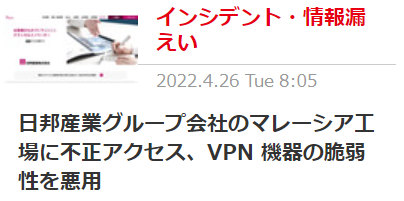 インシデント・情報漏
えい
2022.4.26 Tue 8:05
日邦産業グループ会社のマレーシア工
場に不正アクセス、VPN 機器の脆弱
性を悪用